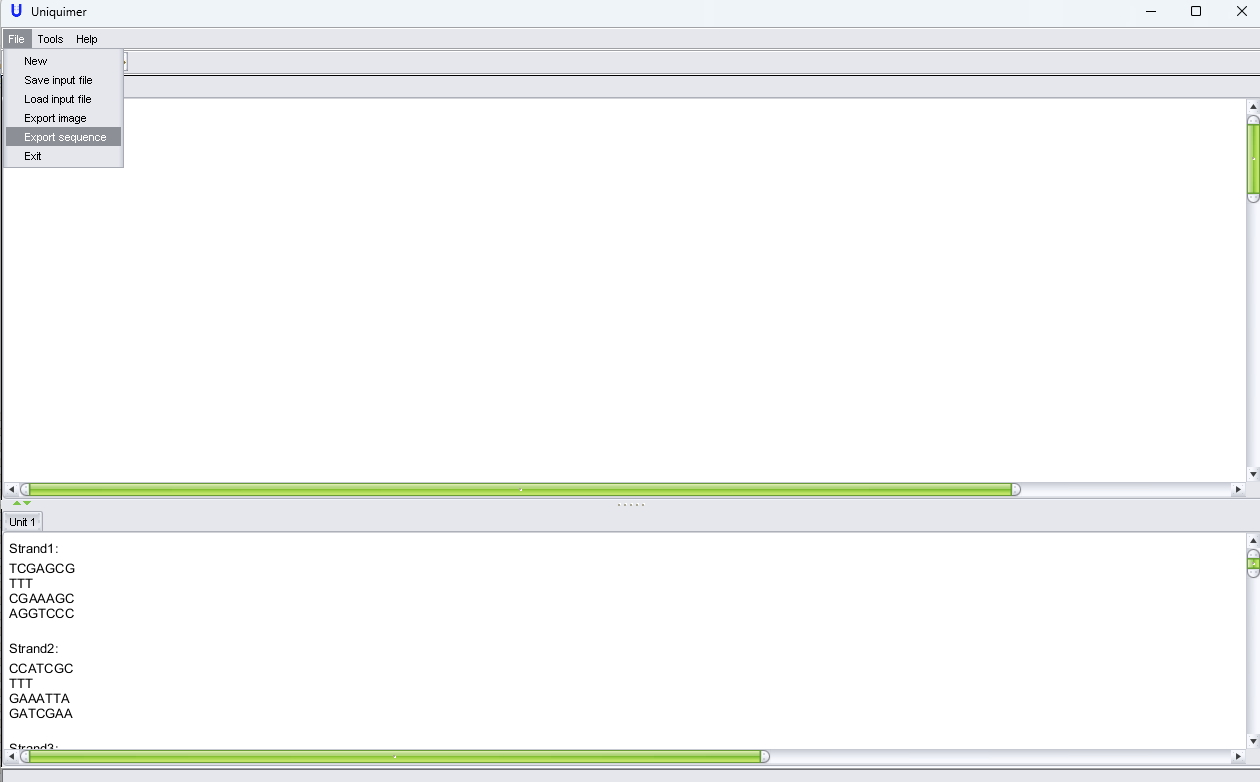 Uniquimer
File Tools Help
New
Save input file
Load input file
Export image
Export sequence
Exit
Unit 1
Strand1:
TCGAGCG
TTT
CGAAAGC
AGGTCCC
Strand2:
CCATCGC
TTT
GAAATTA
GATCGAA
Strand3: